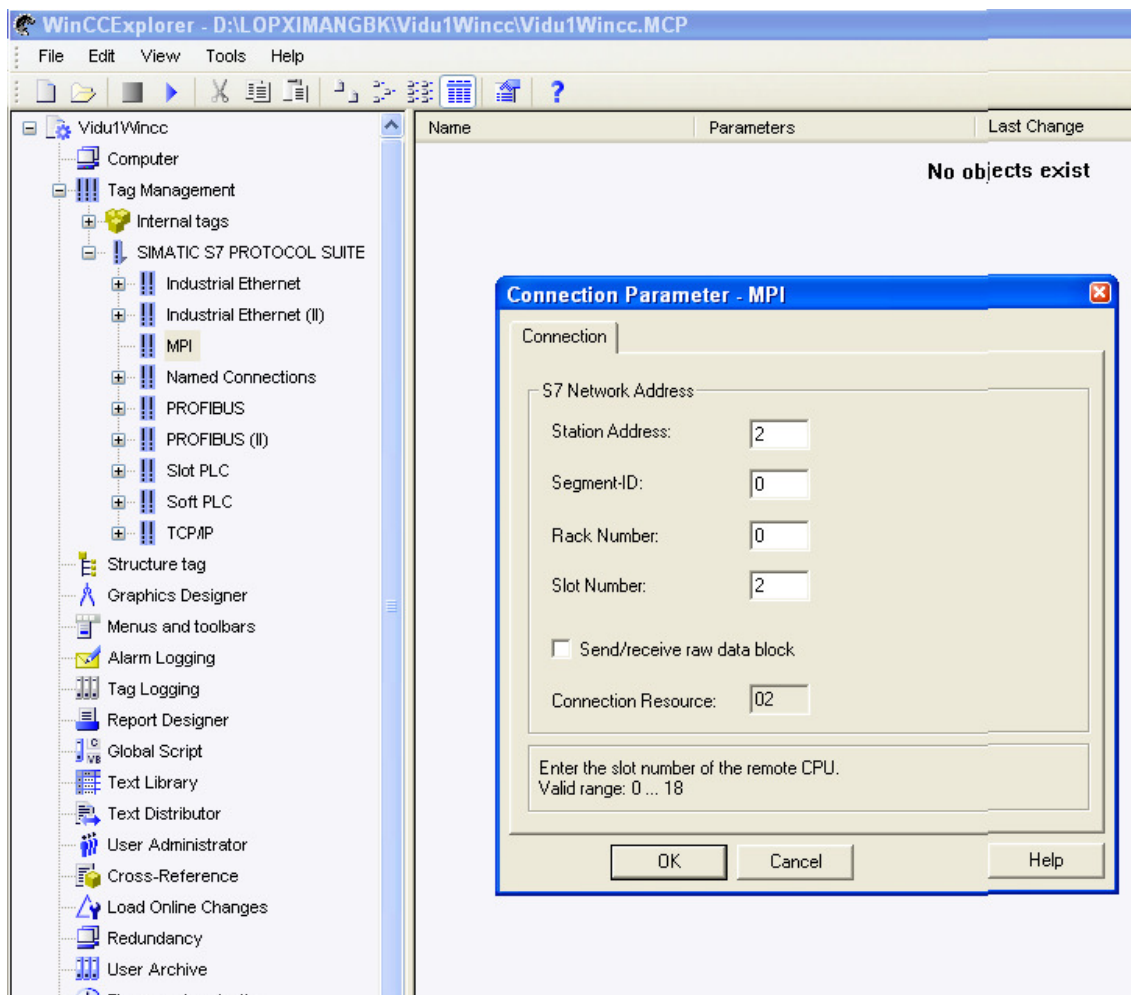 WinCCExplorer - D:\LOPXIMANGBK\Vidu1Wincc\Vidu1Wincc.MCP
File Edit View Tools Help
Name Parameters Last Change
No objects exist
Vidu1Wincc
Computer
Tag Management
Internal tags
SIMATIC S7 PROTOCOL SUITE
Industrial Ethernet
Industrial Ethernet (II)
MPI
Named Connections
PROFIBUS
PROFIBUS (II)
Slot PLC
Soft PLC
TCP/IP
Structure tag
Graphics Designer
Menus and toolbars
Alarm Logging
Tag Logging
Report Designer
Global Script
Text Library
Text Distributor
User Administrator
Cross-Reference
Load Online Changes
Redundancy
User Archive
Connection Parameter - MPI
Connection
S7 Network Address
Station Address: 2
Segment-ID: 0
Rack Number: 0
Slot Number: 2
Send/receive raw data block
Connection Resource: 02
Enter the slot number of the remote CPU.
Valid range: 0 ... 18
OK Cancel Help